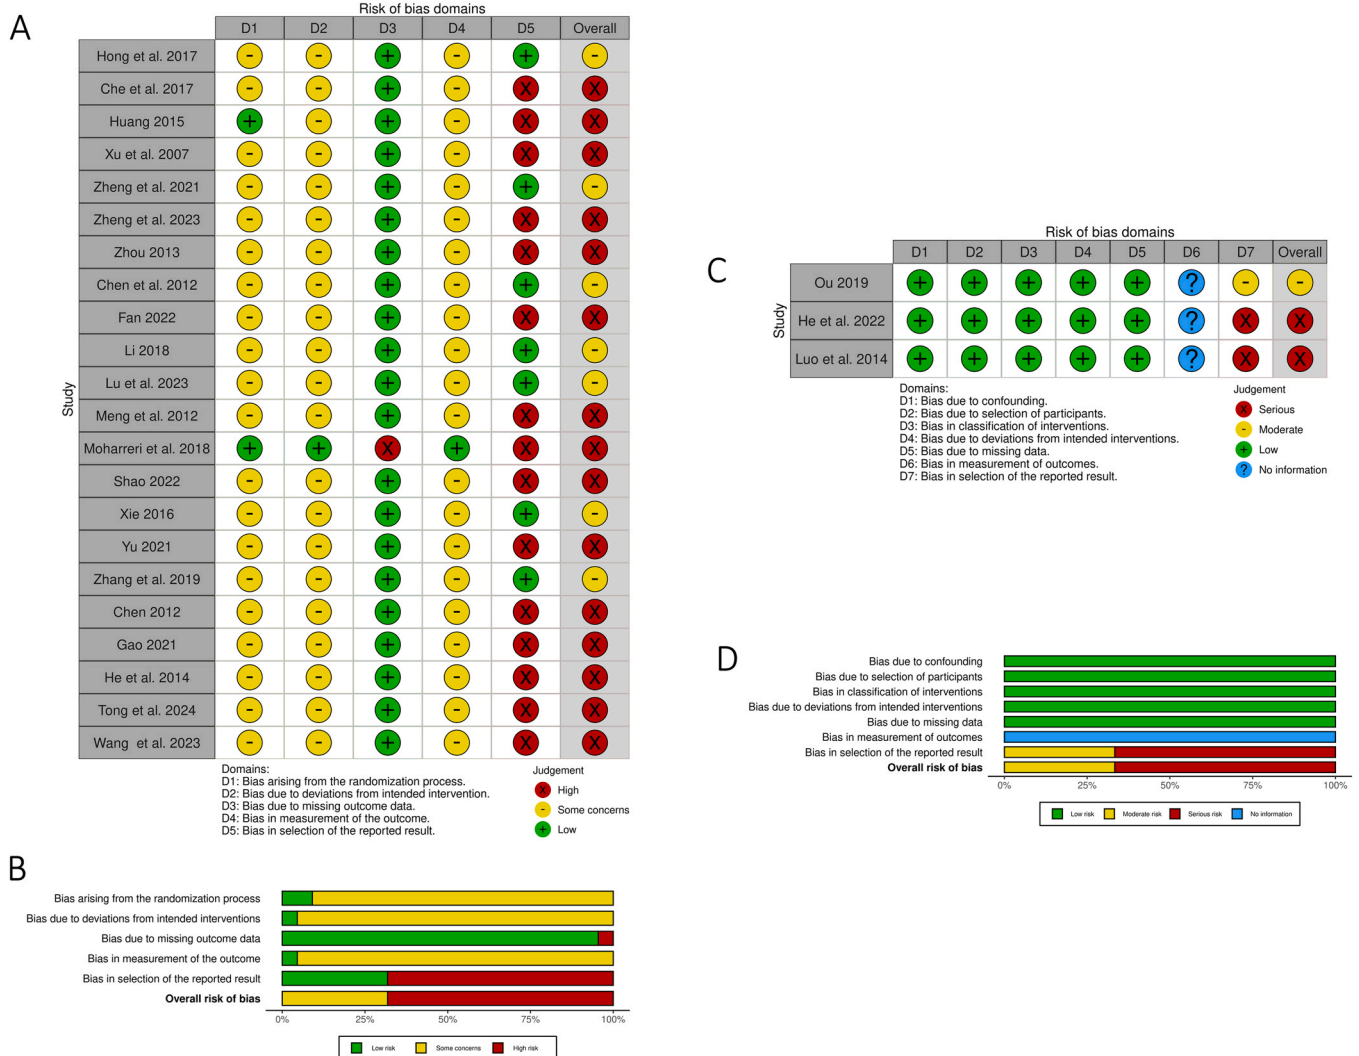 A
Risk of bias domains
D1 D2 D3 D4 D5 Overall
Study
Hong et al. 2017 - - + - + -
Che et al. 2017 - - + - X X
Huang 2015 + - + - X X
Xu et al. 2007 - - + - X X
Zheng et al. 2021 - - + - + -
Zheng et al. 2023 - - + - X X
Zhou 2013 - - + - X X
Chen et al. 2012 - - + - + -
Fan 2022 - - + - X X
Li 2018 - - + - + -
Lu et al. 2023 - - + - + -
Meng et al. 2012 - - + - X X
Moharreri et al. 2018 + + X + X X
Shao 2022 - - + - X X
Xie 2016 - - + - + -
Yu 2021 - - + - X X
Zhang et al. 2019 - - + - + -
Chen 2012 - - + - X X
Gao 2021 - - + - X X
He et al. 2014 - - + - X X
Tong et al. 2024 - - + - X X
Wang et al. 2023 - - + - X X
Domains:
D1: Bias arising from the randomization process.
D2: Bias due to deviations from intended intervention.
D3: Bias due to missing outcome data.
D4: Bias in measurement of the outcome.
D5: Bias in selection of the reported result.
Judgement
X High
- Some concerns
+ Low
B
Bias arising from the randomization process
Bias due to deviations from intended interventions
Bias due to missing outcome data
Bias in measurement of the outcome
Bias in selection of the reported result
Overall risk of bias
0% 25% 50% 75% 100%
Low risk Some concerns High risk
C
Risk of bias domains
D1 D2 D3 D4 D5 D6 D7 Overall
Study
Ou 2019 + + + + + ? - -
He et al. 2022 + + + + + ? X X
Luo et al. 2014 + + + + + ? X X
Domains:
D1: Bias due to confounding.
D2: Bias due to selection of participants.
D3: Bias in classification of interventions.
D4: Bias due to deviations from intended interventions.
D5: Bias due to missing data.
D6: Bias in measurement of outcomes.
D7: Bias in selection of the reported result.
Judgement
X Serious
- Moderate
+ Low
? No information
D
Bias due to confounding
Bias due to selection of participants
Bias in classification of interventions
Bias due to deviations from intended interventions
Bias due to missing data
Bias in measurement of outcomes
Bias in selection of the reported result
Overall risk of bias
0% 25% 50% 75% 100%
Low risk Moderate risk Serious risk No information